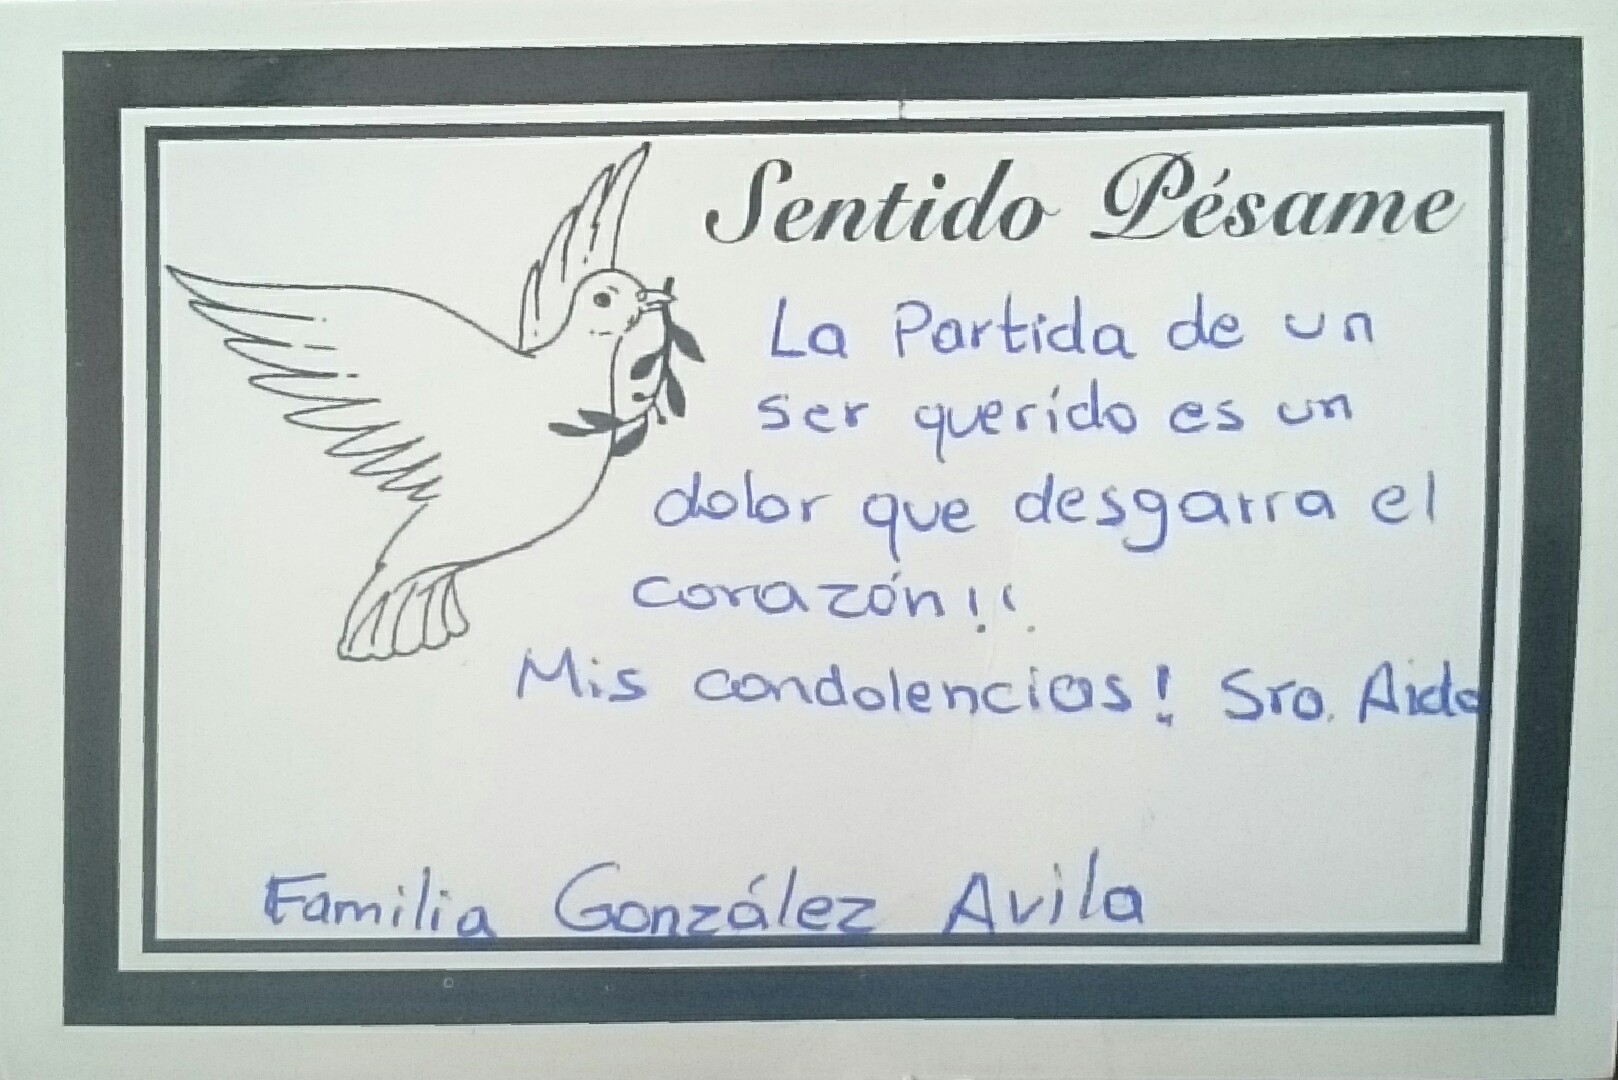 Sentido Pésame
La Partida de un
ser querido es un
dolor que desgarra el
corazón!!
Mis condolencias! Sra. Aida
Familia González Avila